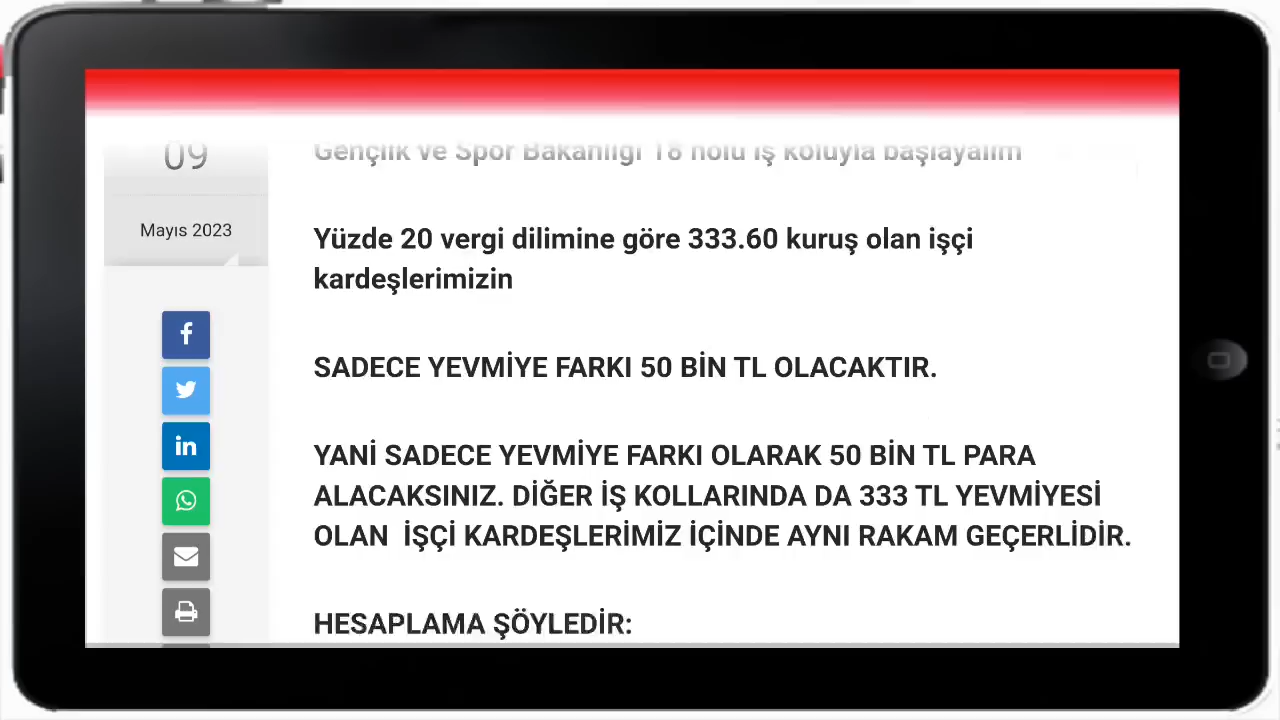 09
Mayıs 2023
Gençlik ve Spor Bakanlığı 18 nolu iş koluyla başlayalım
Yüzde 20 vergi dilimine göre 333.60 kuruş olan işçi
kardeşlerimizin
SADECE YEVMİYE FARKI 50 BİN TL OLACAKTIR.
YANİ SADECE YEVMİYE FARKI OLARAK 50 BİN TL PARA
ALACAKSINIZ. DİĞER İŞ KOLLARINDA DA 333 TL YEVMİYESİ
OLAN İŞÇİ KARDEŞLERİMİZ İÇİNDE AYNI RAKAM GEÇERLİDİR.
HESAPLAMA ŞÖYLEDİR: